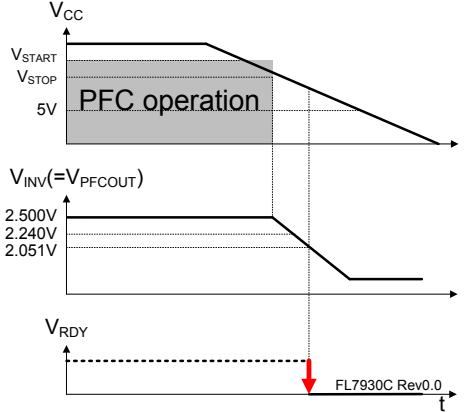 VCC
VSTART
VSTOP
PFC operation
5V
VINV(=VPFCOUT)
2.500V
2.240V
2.051V
VRDY
FL7930C Rev0.0
t